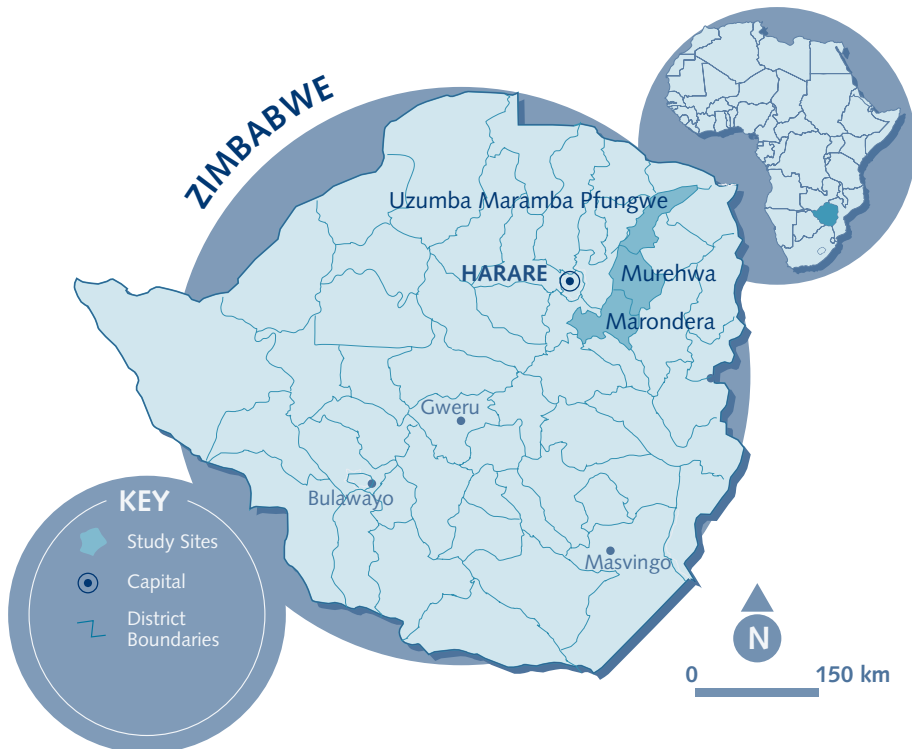 ZIMBABWE
Uzumba Maramba Pfungwe
HARARE
Murehwa
Marondera
Gweru
Bulawayo
Masvingo
KEY
Study Sites
Capital
District
Boundaries
N
0 150 km